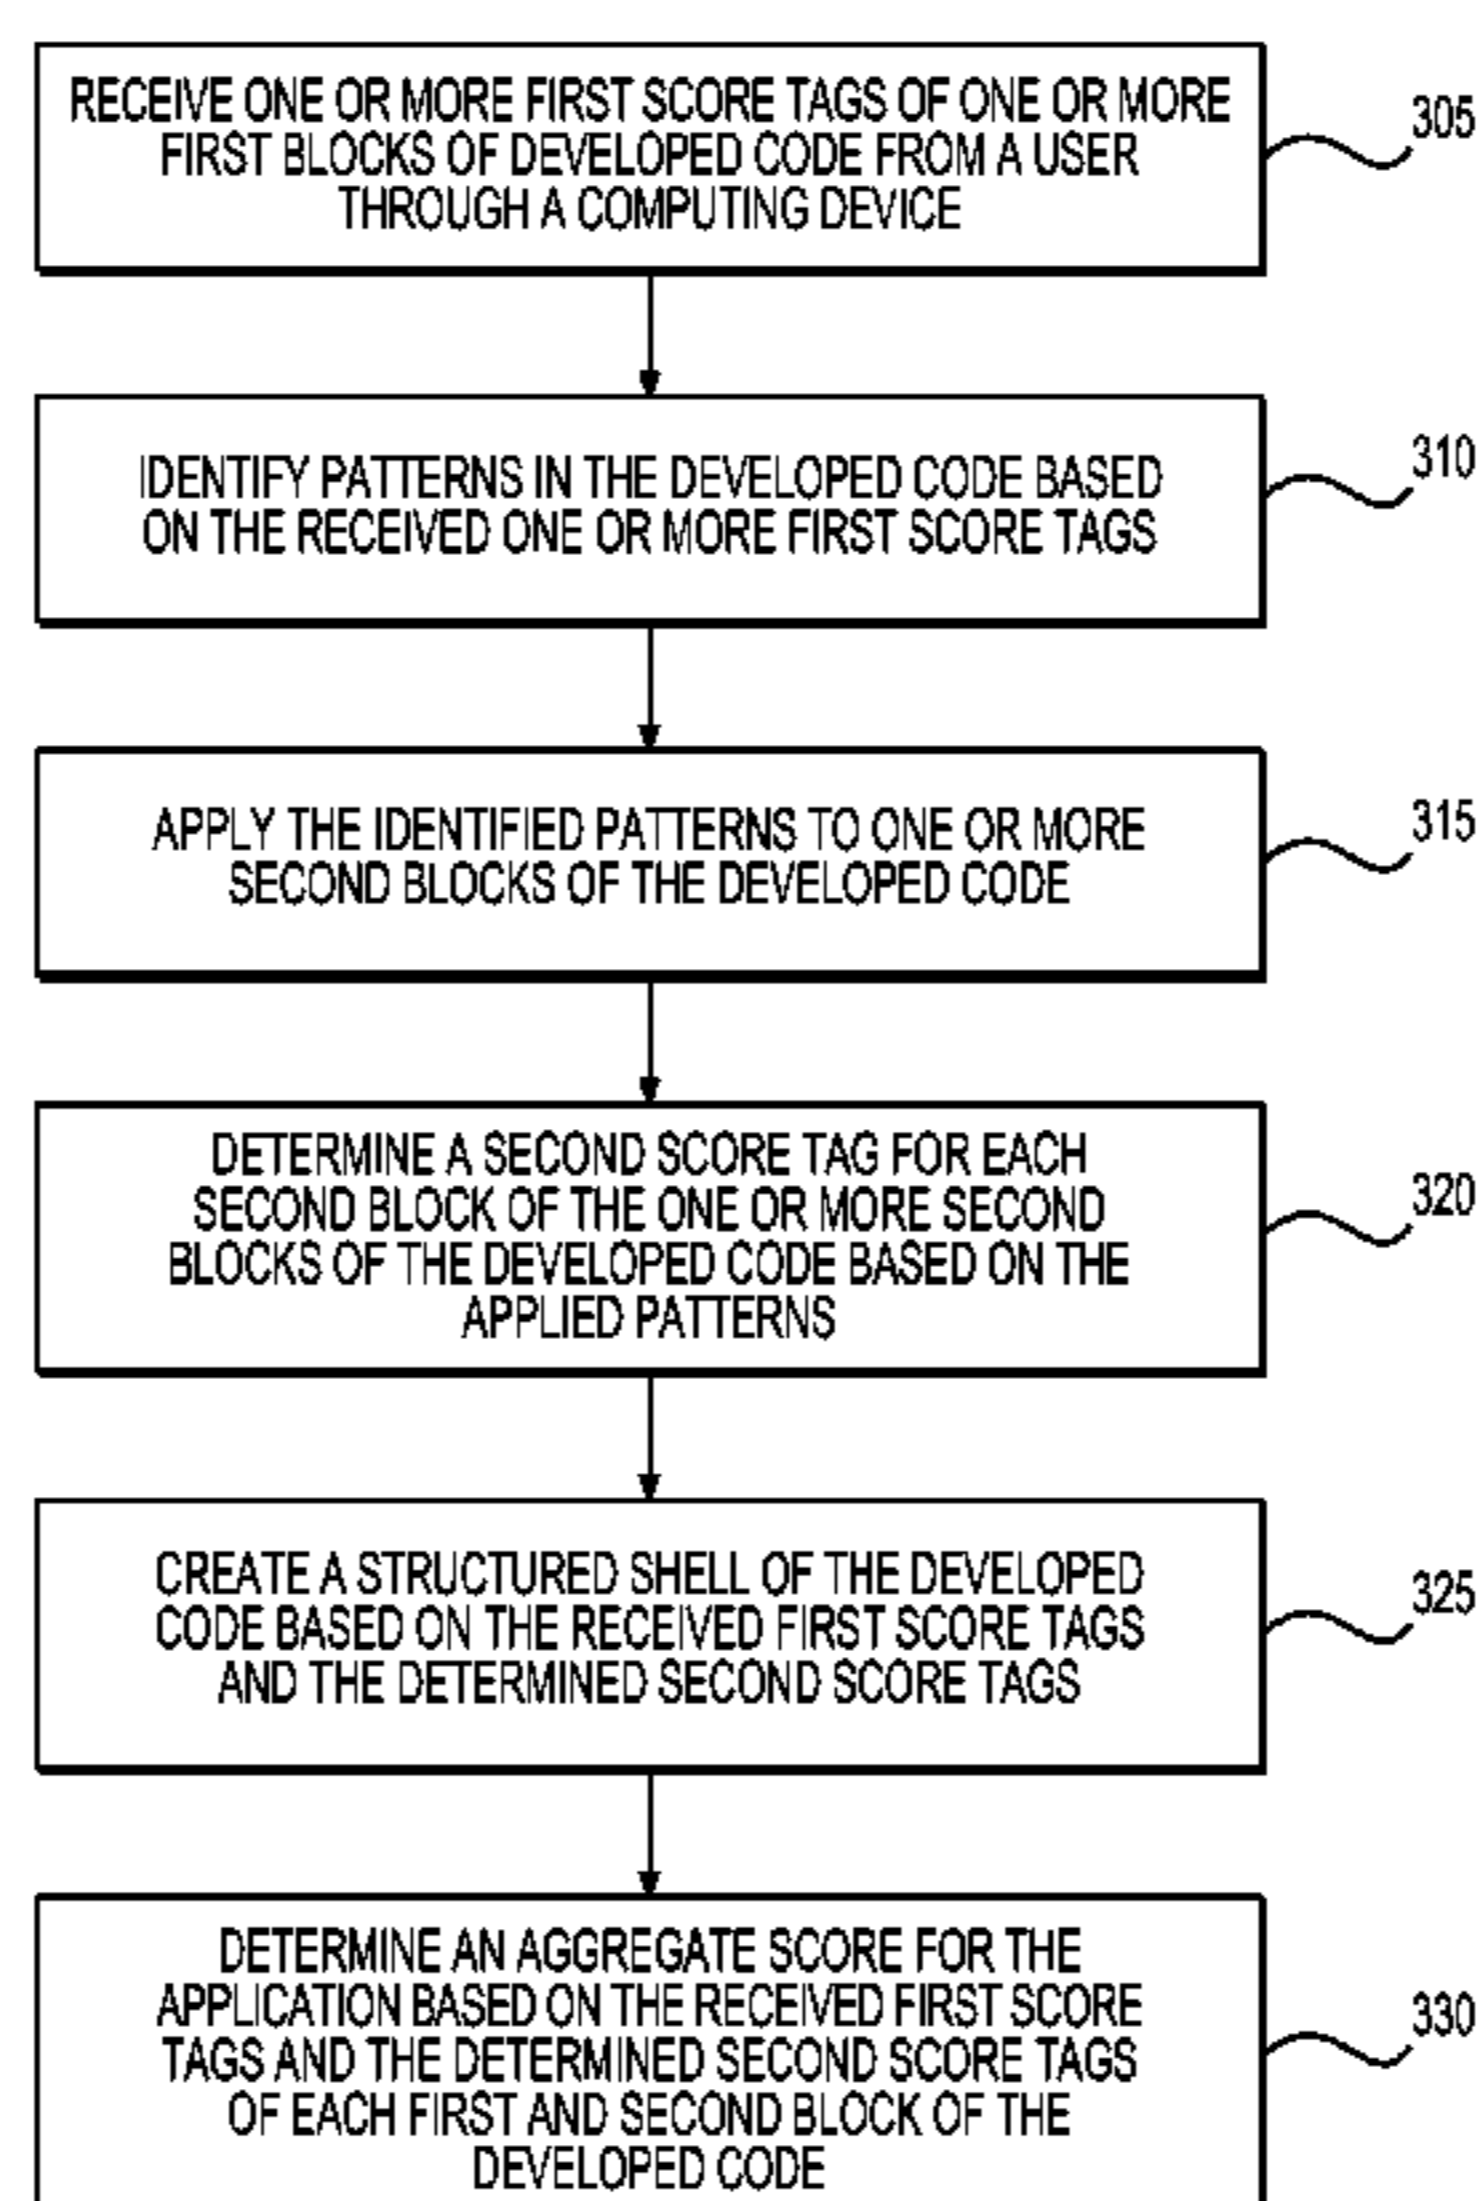 RECEIVE ONE OR MORE FIRST SCORE TAGS OF ONE OR MORE
FIRST BLOCKS OF DEVELOPED CODE FROM A USER
THROUGH A COMPUTING DEVICE
305
IDENTIFY PATTERNS IN THE DEVELOPED CODE BASED
ON THE RECEIVED ONE OR MORE FIRST SCORE TAGS
310
APPLY THE IDENTIFIED PATTERNS TO ONE OR MORE
SECOND BLOCKS OF THE DEVELOPED CODE
315
DETERMINE A SECOND SCORE TAG FOR EACH
SECOND BLOCK OF THE ONE OR MORE SECOND
BLOCKS OF THE DEVELOPED CODE BASED ON THE
APPLIED PATTERNS
320
CREATE A STRUCTURED SHELL OF THE DEVELOPED
CODE BASED ON THE RECEIVED FIRST SCORE TAGS
AND THE DETERMINED SECOND SCORE TAGS
325
DETERMINE AN AGGREGATE SCORE FOR THE
APPLICATION BASED ON THE RECEIVED FIRST SCORE
TAGS AND THE DETERMINED SECOND SCORE TAGS
OF EACH FIRST AND SECOND BLOCK OF THE
DEVELOPED CODE
330